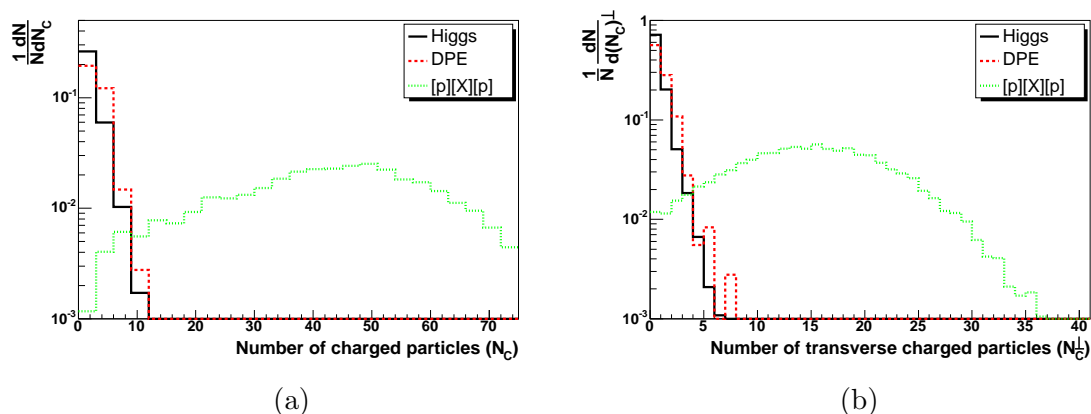 1/N dN/dN_C
Higgs
DPE
[p][X][p]
10^-1
10^-2
10^-3
0 10 20 30 40 50 60 70
Number of charged particles (N_C)
(a)
1/N dN/d(N_C)^⊥
Higgs
DPE
[p][X][p]
1
10^-1
10^-2
10^-3
0 5 10 15 20 25 30 35 40
Number of transverse charged particles (N_C^⊥)
(b)